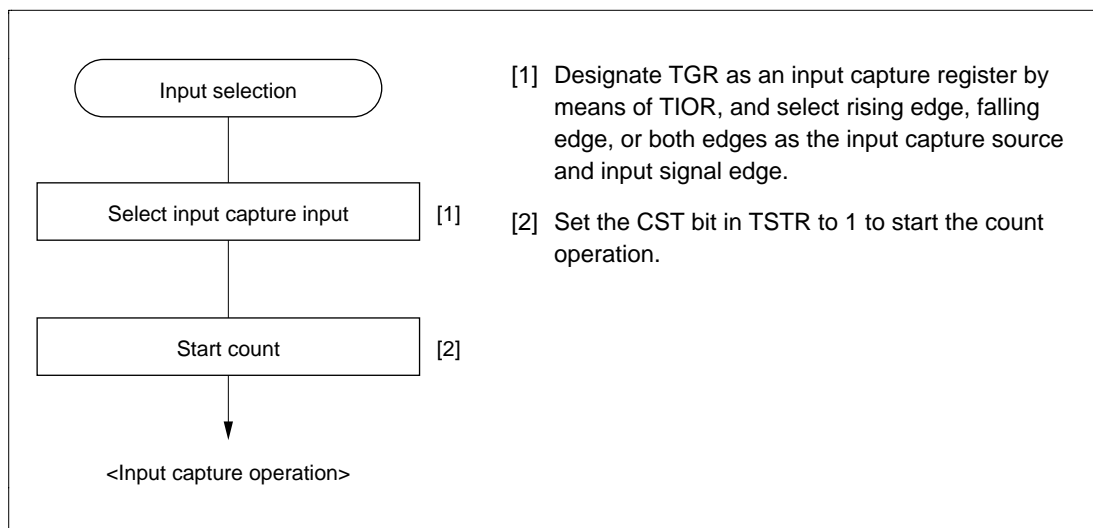 Input selection
Select input capture input
[1]
Start count
[2]
<Input capture operation>
[1] Designate TGR as an input capture register by
means of TIOR, and select rising edge, falling
edge, or both edges as the input capture source
and input signal edge.
[2] Set the CST bit in TSTR to 1 to start the count
operation.